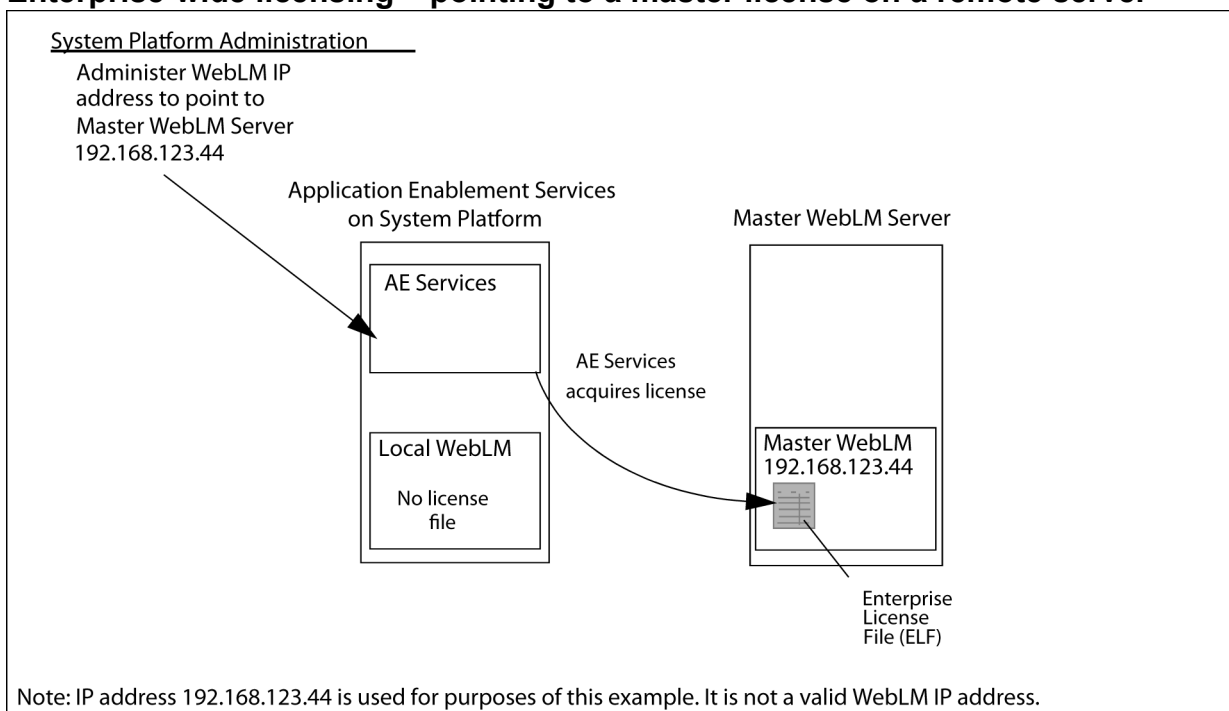 Enterprise-wide licensing – pointing to a master license on a remote server
System Platform Administration
Administer WebLM IP
address to point to
Master WebLM Server
192.168.123.44
Application Enablement Services
on System Platform
Master WebLM Server
AE Services
AE Services
acquires license
Local WebLM
No license
file
Master WebLM
192.168.123.44
Enterprise
License
File (ELF)
Note: IP address 192.168.123.44 is used for purposes of this example. It is not a valid WebLM IP address.